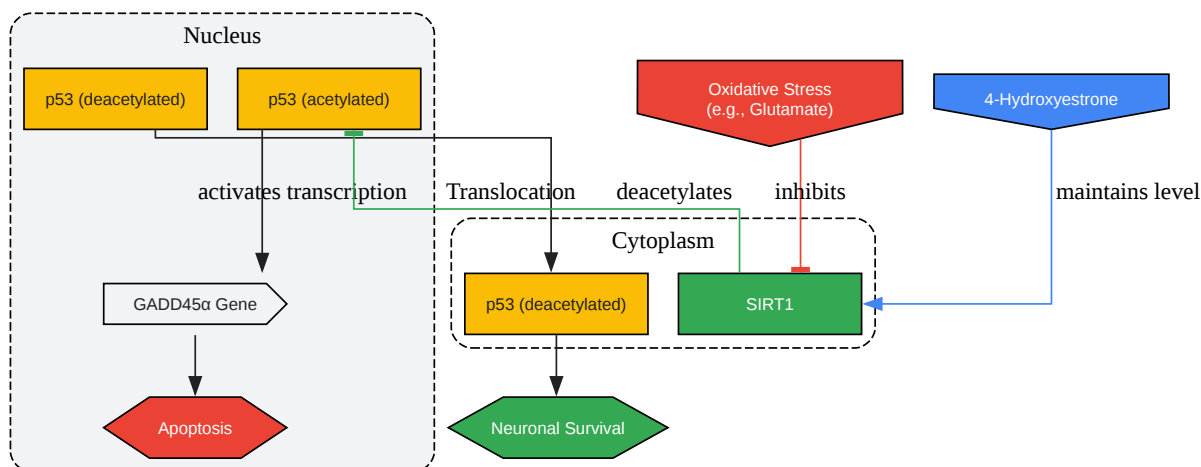 Nucleus
p53 (deacetylated)
p53 (acetylated)
Oxidative Stress
(e.g., Glutamate)
4-Hydroxyestrone
activates transcription
Translocation
deacetylates
inhibits
maintains level
Cytoplasm
GADD45α Gene
p53 (deacetylated)
SIRT1
Apoptosis
Neuronal Survival